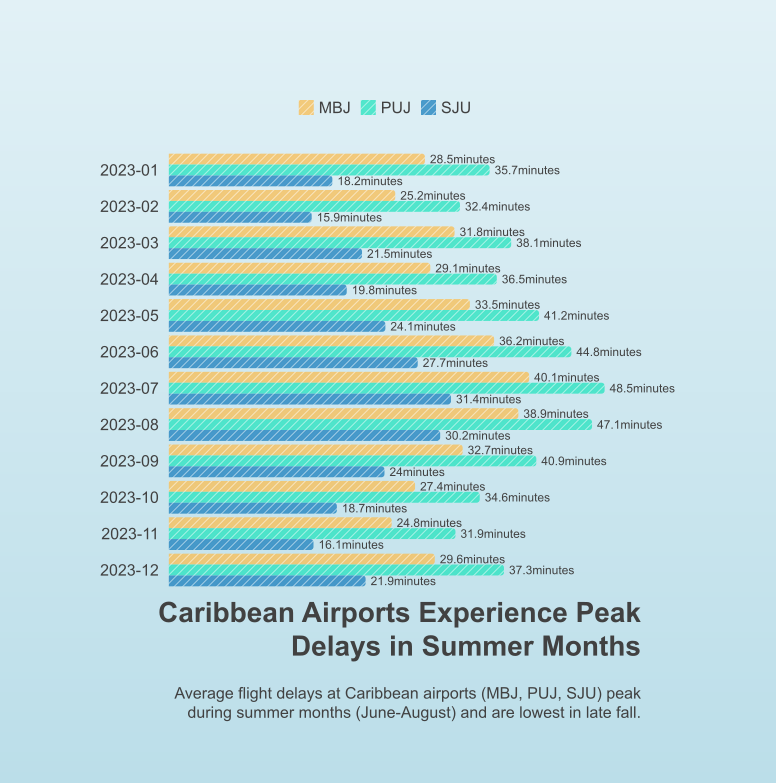 MBJ PUJ SJU
28.5minutes
2023-01 35.7minutes
18.2minutes
25.2minutes
2023-02 32.4minutes
15.9minutes
31.8minutes
2023-03 38.1minutes
21.5minutes
29.1minutes
2023-04 36.5minutes
19.8minutes
33.5minutes
2023-05 41.2minutes
24.1minutes
36.2minutes
2023-06 44.8minutes
27.7minutes
40.1minutes
2023-07 48.5minutes
31.4minutes
38.9minutes
2023-08 47.1minutes
30.2minutes
32.7minutes
2023-09 40.9minutes
24minutes
27.4minutes
2023-10 34.6minutes
18.7minutes
24.8minutes
2023-11 31.9minutes
16.1minutes
29.6minutes
2023-12 37.3minutes
21.9minutes
Caribbean Airports Experience Peak
Delays in Summer Months
Average flight delays at Caribbean airports (MBJ, PUJ, SJU) peak
during summer months (June-August) and are lowest in late fall.